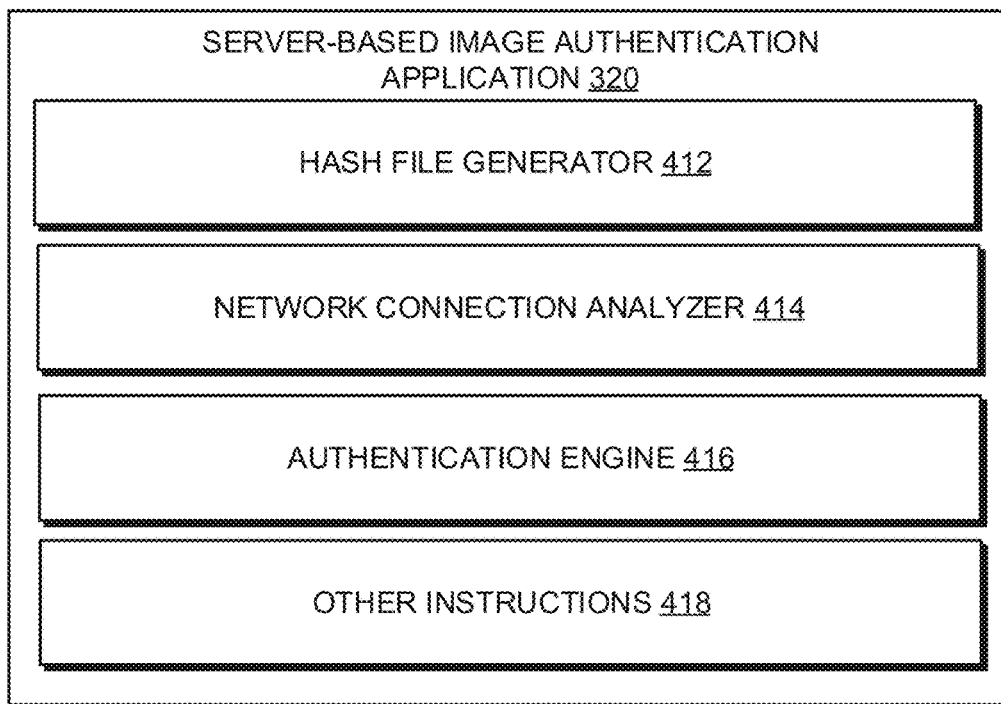 SERVER-BASED IMAGE AUTHENTICATION
APPLICATION 320
HASH FILE GENERATOR 412
NETWORK CONNECTION ANALYZER 414
AUTHENTICATION ENGINE 416
OTHER INSTRUCTIONS 418